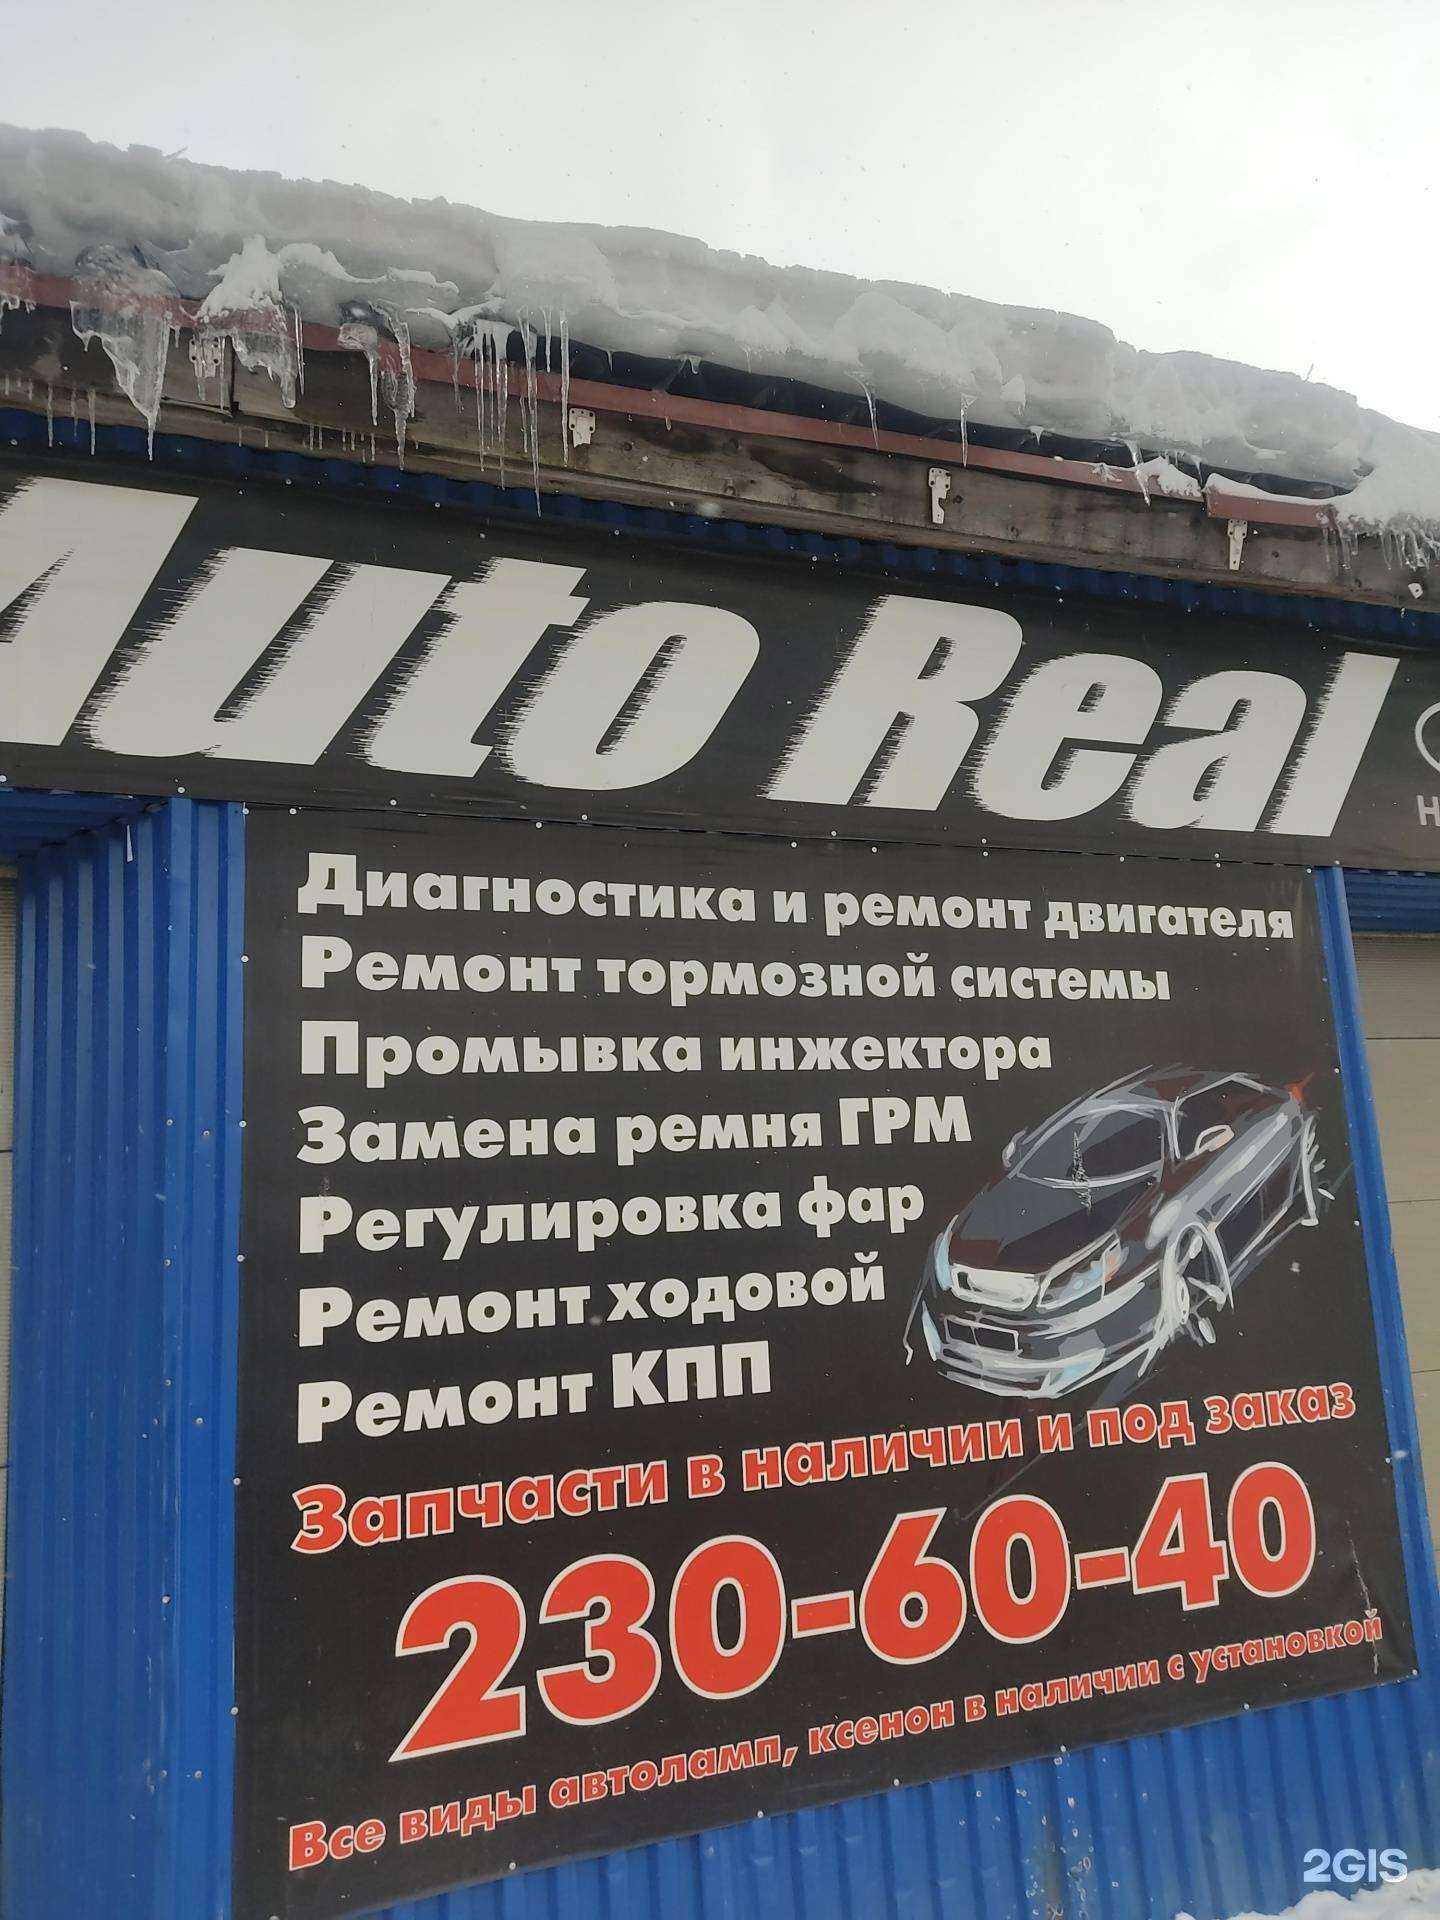 Auto Real
Диагностика и ремонт двигателя
Ремонт тормозной системы
Промывка инжектора
Замена ремня ГРМ
Регулировка фар
Ремонт ходовой
Ремонт КПП
Запчасти в наличии и под заказ
230-60-40
Все виды автоламп, ксенон в наличии с установкой
2GIS